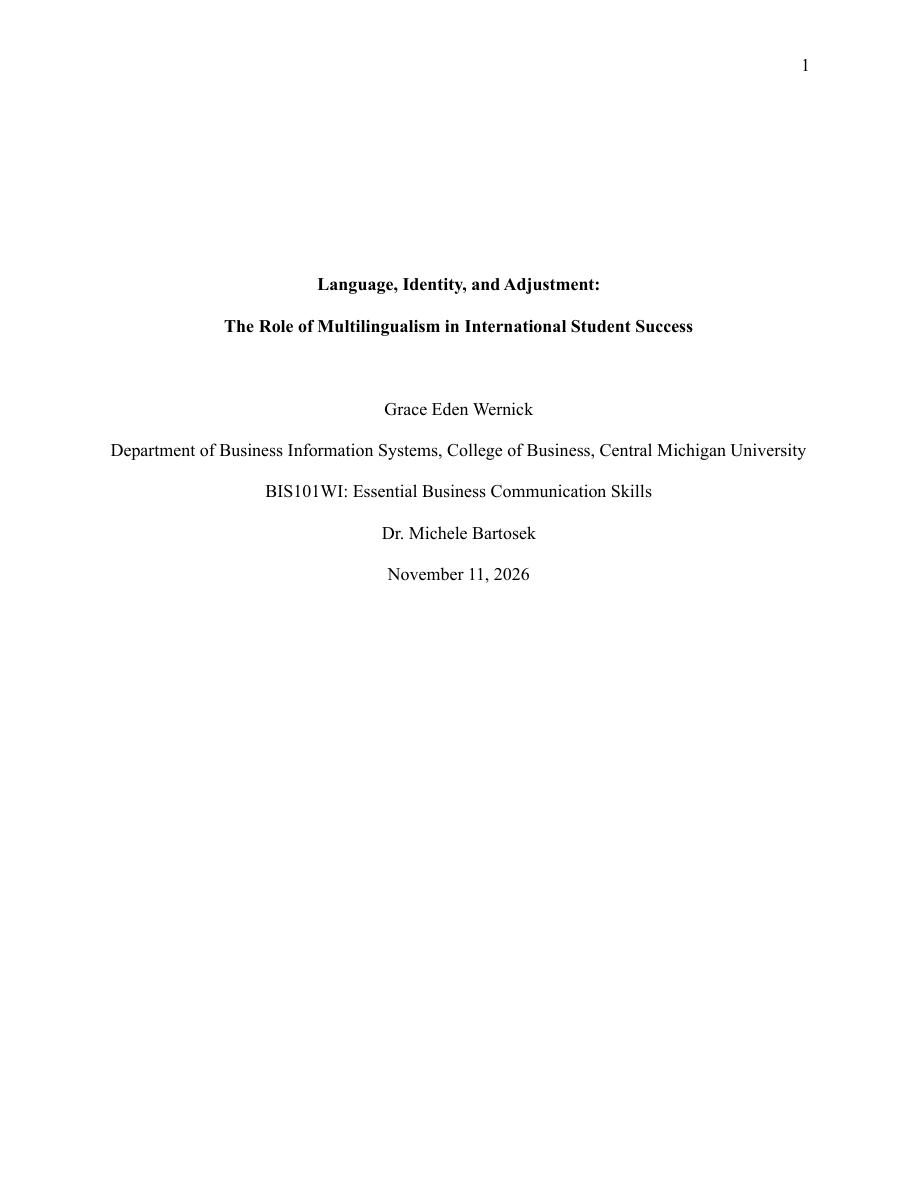 1
Language, Identity, and Adjustment:
The Role of Multilingualism in International Student Success
Grace Eden Wernick
Department of Business Information Systems, College of Business, Central Michigan University
BIS101WI: Essential Business Communication Skills
Dr. Michele Bartosek
November 11, 2026